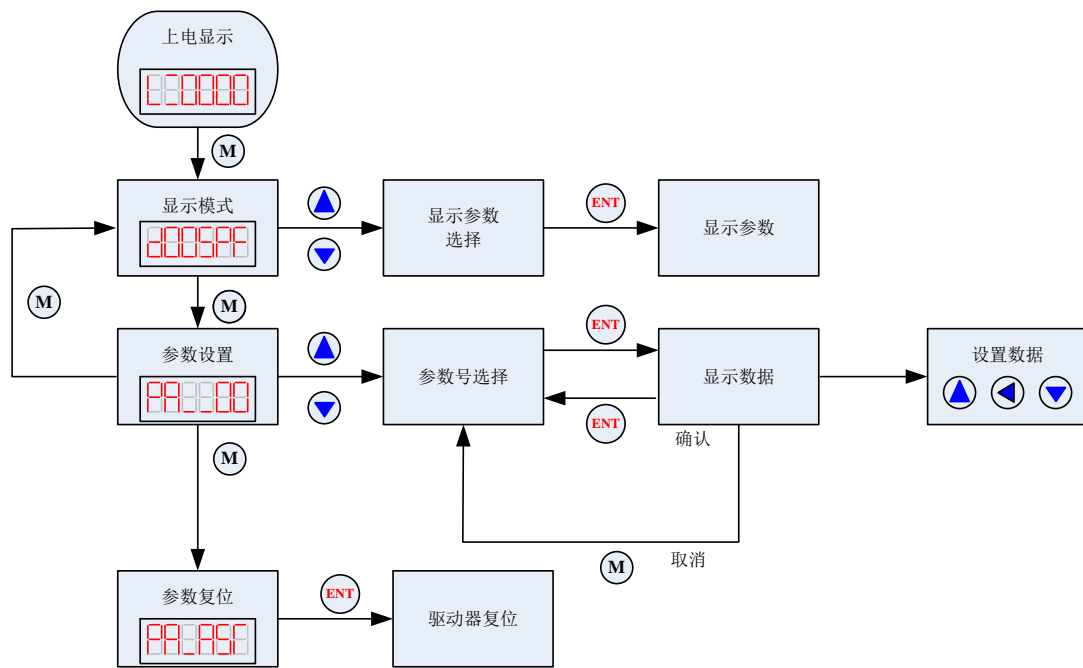 上电显示
M
显示模式
d00SPF
显示参数
选择
ENT
显示参数
M
M
参数设置
PA__00
参数号选择
ENT
ENT
显示数据
确认
设置数据
M
M
取消
参数复位
ENT
驱动器复位